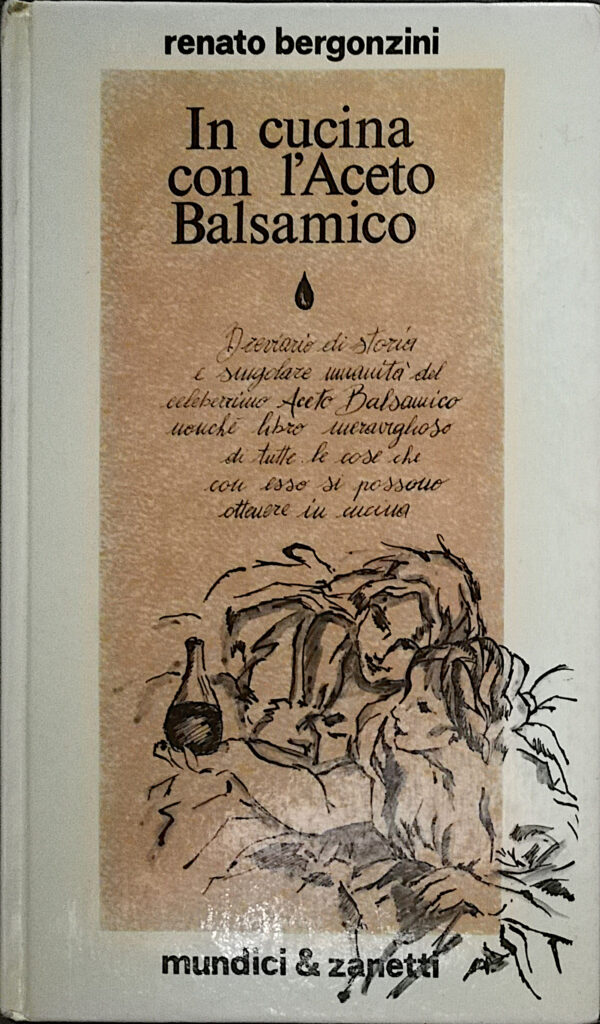 renato bergonzini
In cucina
con l'Aceto
Balsamico
Breviario di storia
e singolare umanità del
celeberrimo Aceto Balsamico
nonché libro meraviglioso
di tutte le cose che
con esso si possono
ottenere in cucina
mundici & zanetti